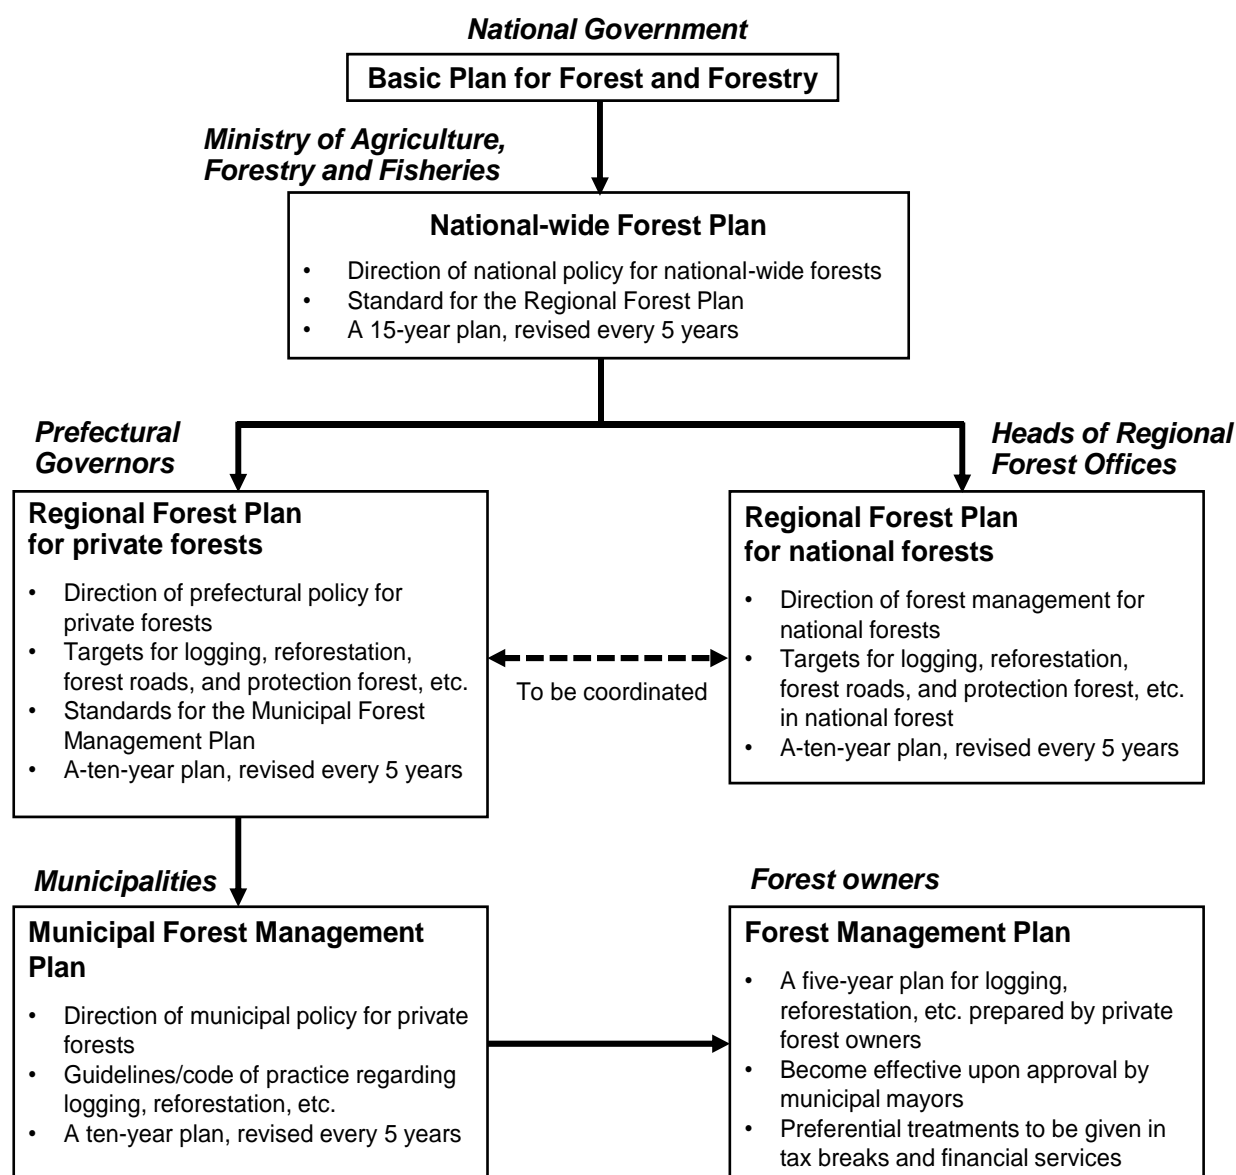 National Government
Basic Plan for Forest and Forestry
Ministry of Agriculture,
Forestry and Fisheries
National-wide Forest Plan
• Direction of national policy for national-wide forests
• Standard for the Regional Forest Plan
• A 15-year plan, revised every 5 years
Prefectural
Governors
Heads of Regional
Forest Offices
Regional Forest Plan
for private forests
• Direction of prefectural policy for
private forests
• Targets for logging, reforestation,
forest roads, and protection forest, etc.
• Standards for the Municipal Forest
Management Plan
• A-ten-year plan, revised every 5 years
To be coordinated
Regional Forest Plan
for national forests
• Direction of forest management for
national forests
• Targets for logging, reforestation,
forest roads, and protection forest, etc.
in national forest
• A-ten-year plan, revised every 5 years
Municipalities
Municipal Forest Management
Plan
• Direction of municipal policy for private
forests
• Guidelines/code of practice regarding
logging, reforestation, etc.
• A ten-year plan, revised every 5 years
Forest owners
Forest Management Plan
• A five-year plan for logging,
reforestation, etc. prepared by private
forest owners
• Become effective upon approval by
municipal mayors
• Preferential treatments to be given in
tax breaks and financial services